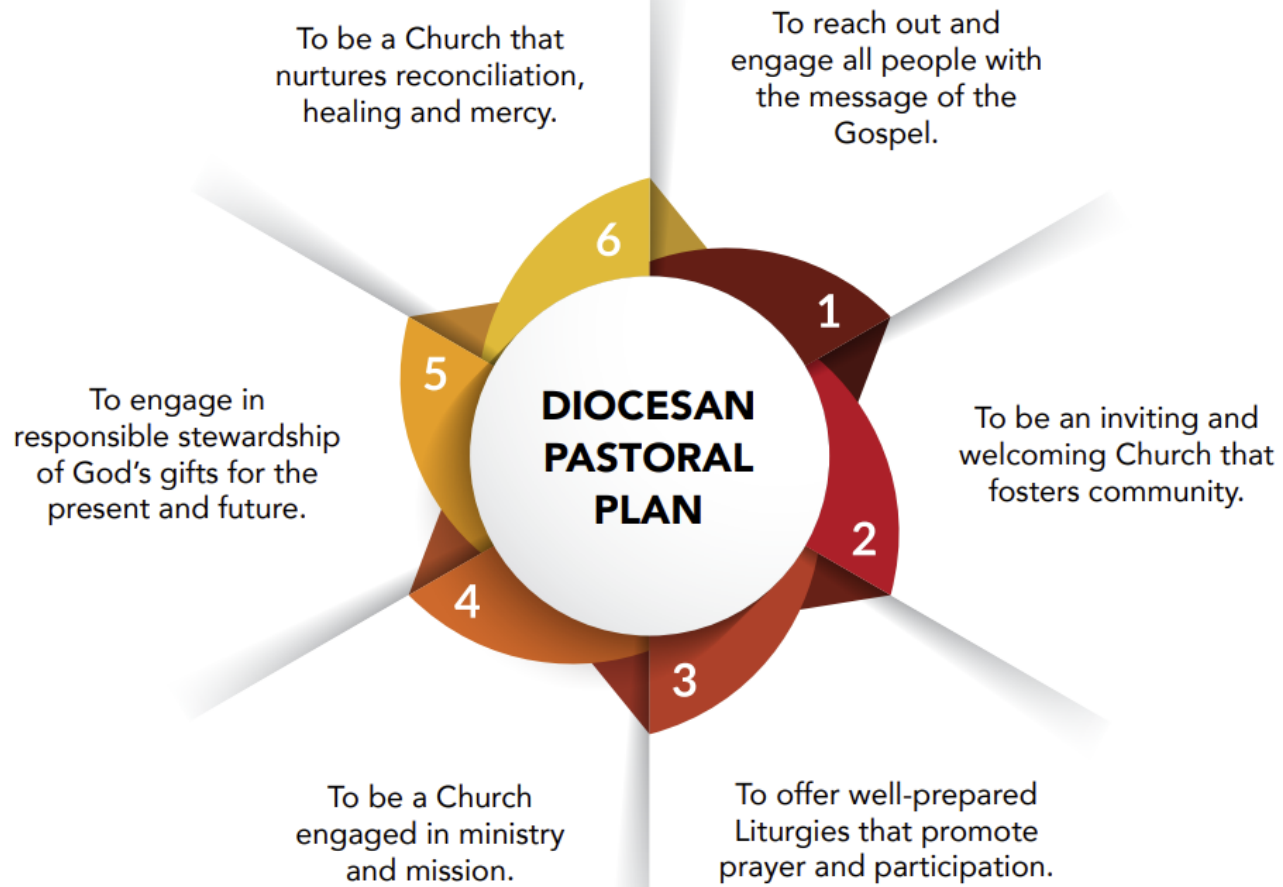 DIOCESAN
PASTORAL
PLAN
1
To reach out and
engage all people with
the message of the
Gospel.
2
To be an inviting and
welcoming Church that
fosters community.
3
To offer well-prepared
Liturgies that promote
prayer and participation.
4
To be a Church
engaged in ministry
and mission.
5
To engage in
responsible stewardship
of God’s gifts for the
present and future.
6
To be a Church that
nurtures reconciliation,
healing and mercy.